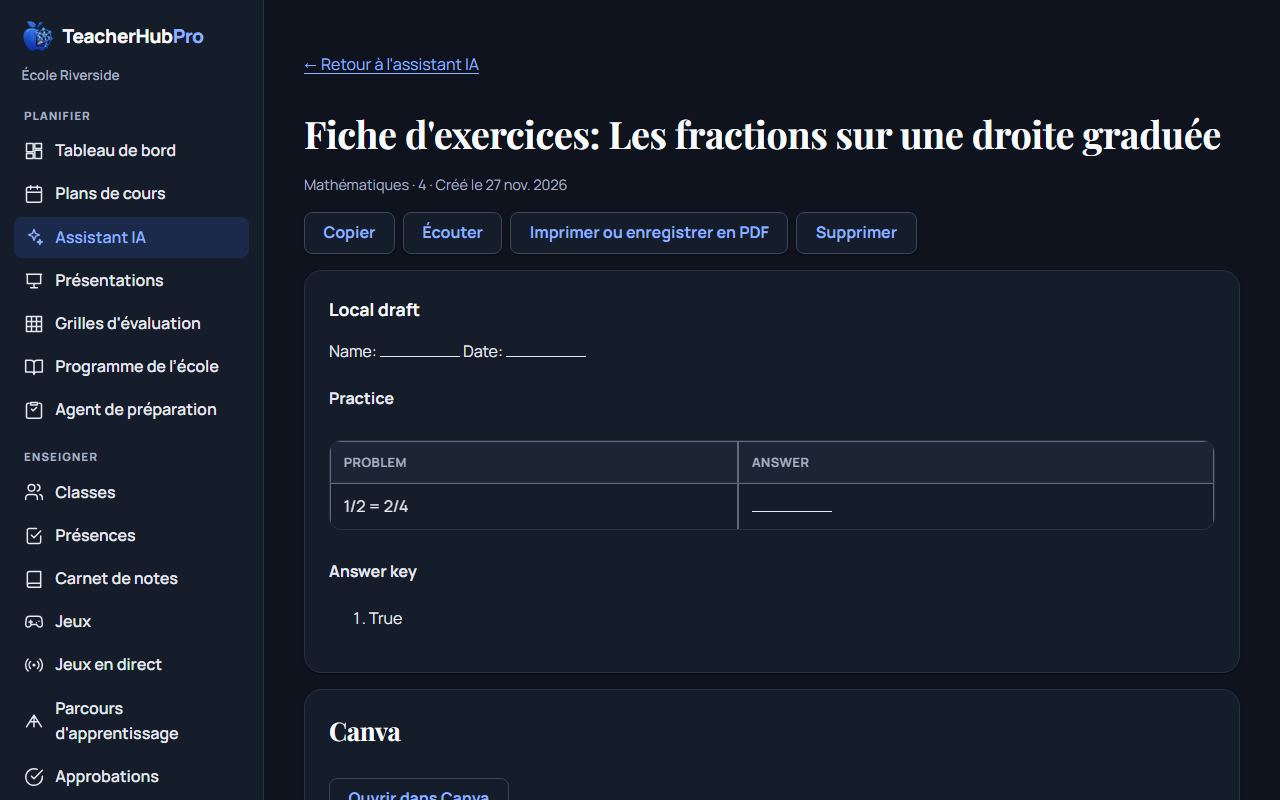 TeacherHubPro
École Riverside
PLANIFIER
Tableau de bord
Plans de cours
Assistant IA
Présentations
Grilles d'évaluation
Programme de l'école
Agent de préparation
ENSEIGNER
Classes
Présences
Carnet de notes
Jeux
Jeux en direct
Parcours
d'apprentissage
Approbations
← Retour à l'assistant IA
Fiche d'exercices: Les fractions sur une droite graduée
Mathématiques · 4 · Créé le 27 nov. 2026
Copier
Écouter
Imprimer ou enregistrer en PDF
Supprimer
Local draft
Name: __________ Date: __________
Practice
PROBLEM ANSWER
1/2 = 2/4 __________
Answer key
1. True
Canva
Ouvrir dans Canva